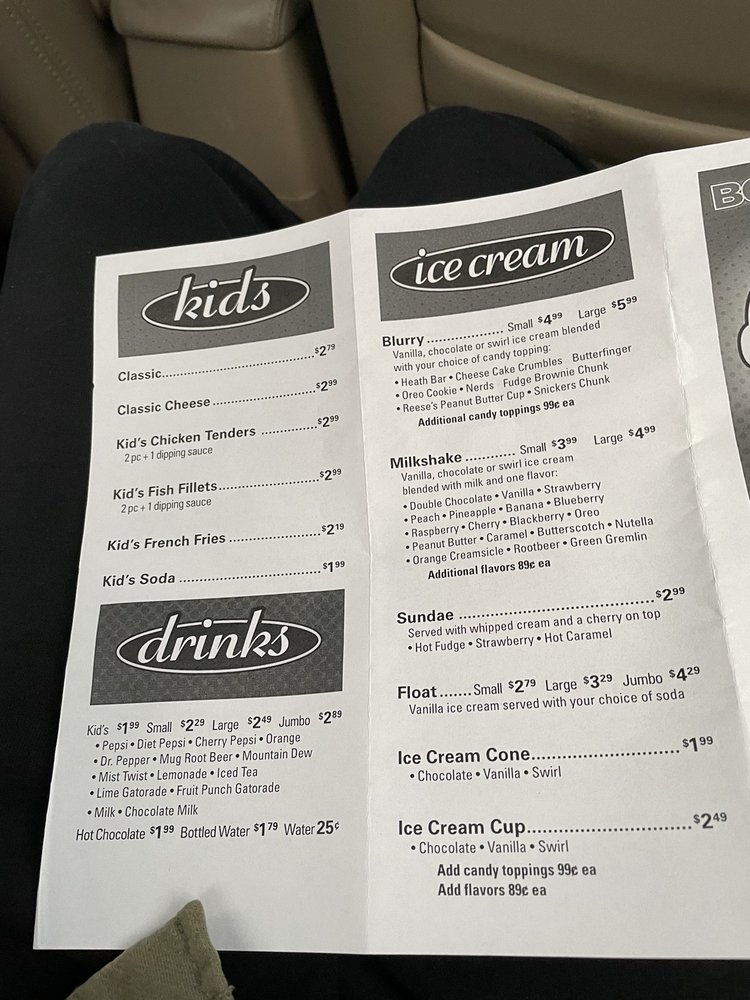 kids
Classic.......................................$2.79
Classic Cheese...........................$2.99
Kid's Chicken Tenders .............$2.99
2 pc + 1 dipping sauce
Kid's Fish Fillets.........................$2.99
2 pc + 1 dipping sauce
Kid's French Fries ......................$2.19
Kid's Soda ...................................$1.99
drinks
Kid's $1.99 Small $2.29 Large $2.49 Jumbo $2.89
• Pepsi • Diet Pepsi • Cherry Pepsi • Orange
• Dr. Pepper • Mug Root Beer • Mountain Dew
• Mist Twist • Lemonade • Iced Tea
• Lime Gatorade • Fruit Punch Gatorade
• Milk • Chocolate Milk
Hot Chocolate $1.99 Bottled Water $1.79 Water 25¢
ice cream
Blurry ................... Small $4.99 Large $5.99
Vanilla, chocolate or swirl ice cream blended
with your choice of candy topping:
• Heath Bar • Cheese Cake Crumbles Butterfinger
• Oreo Cookie • Nerds Fudge Brownie Chunk
• Reese's Peanut Butter Cup • Snickers Chunk
Additional candy toppings 99¢ ea
Milkshake ............ Small $3.99 Large $4.99
Vanilla, chocolate or swirl ice cream
blended with milk and one flavor:
• Double Chocolate • Vanilla • Strawberry
• Peach • Pineapple • Banana • Blueberry
• Raspberry • Cherry • Blackberry • Oreo
• Peanut Butter • Caramel • Butterscotch • Nutella
• Orange Creamsicle • Rootbeer • Green Gremlin
Additional flavors 89¢ ea
Sundae ........................................$2.99
Served with whipped cream and a cherry on top
• Hot Fudge • Strawberry • Hot Caramel
Float.......Small $2.79 Large $3.29 Jumbo $4.29
Vanilla ice cream served with your choice of soda
Ice Cream Cone...............................$1.99
• Chocolate • Vanilla • Swirl
Ice Cream Cup..................................$2.49
• Chocolate • Vanilla • Swirl
Add candy toppings 99¢ ea
Add flavors 89¢ ea